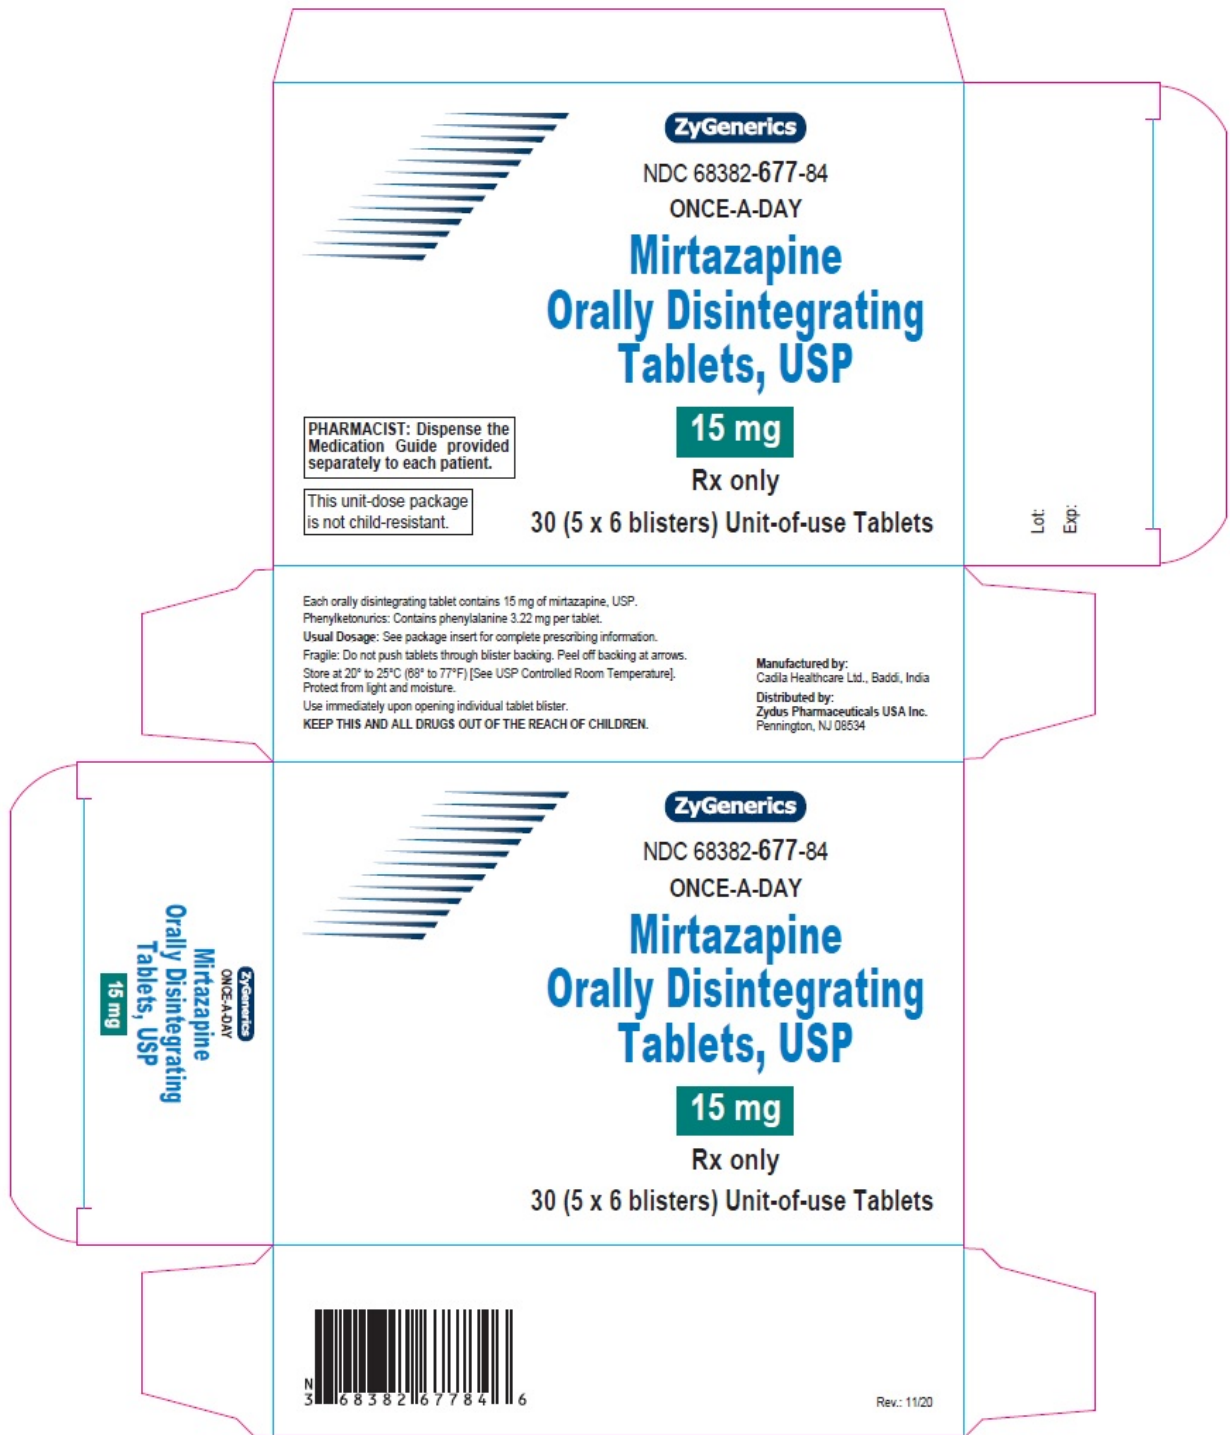 ZyGenerics
NDC 68382-677-84
ONCE-A-DAY
Mirtazapine
Orally Disintegrating
Tablets, USP
15 mg
Rx only
30 (5 x 6 blisters) Unit-of-use Tablets
PHARMACIST: Dispense the
Medication Guide provided
separately to each patient.
This unit-dose package
is not child-resistant.
Lot:
Exp:
Each orally disintegrating tablet contains 15 mg of mirtazapine, USP.
Phenylketonurics: Contains phenylalanine 3.22 mg per tablet.
Usual Dosage: See package insert for complete prescribing information.
Fragile: Do not push tablets through blister backing. Peel off backing at arrows.
Store at 20° to 25°C (68° to 77°F) [See USP Controlled Room Temperature].
Protect from light and moisture.
Use immediately upon opening individual tablet blister.
KEEP THIS AND ALL DRUGS OUT OF THE REACH OF CHILDREN.
Manufactured by:
Cadila Healthcare Ltd., Baddi, India
Distributed by:
Zydus Pharmaceuticals USA Inc.
Pennington, NJ 08534
ZyGenerics
ONCE-A-DAY
Mirtazapine
Orally Disintegrating
Tablets, USP
15 mg
ZyGenerics
NDC 68382-677-84
ONCE-A-DAY
Mirtazapine
Orally Disintegrating
Tablets, USP
15 mg
Rx only
30 (5 x 6 blisters) Unit-of-use Tablets
N
3 68382 67784 6
Rev.: 11/20